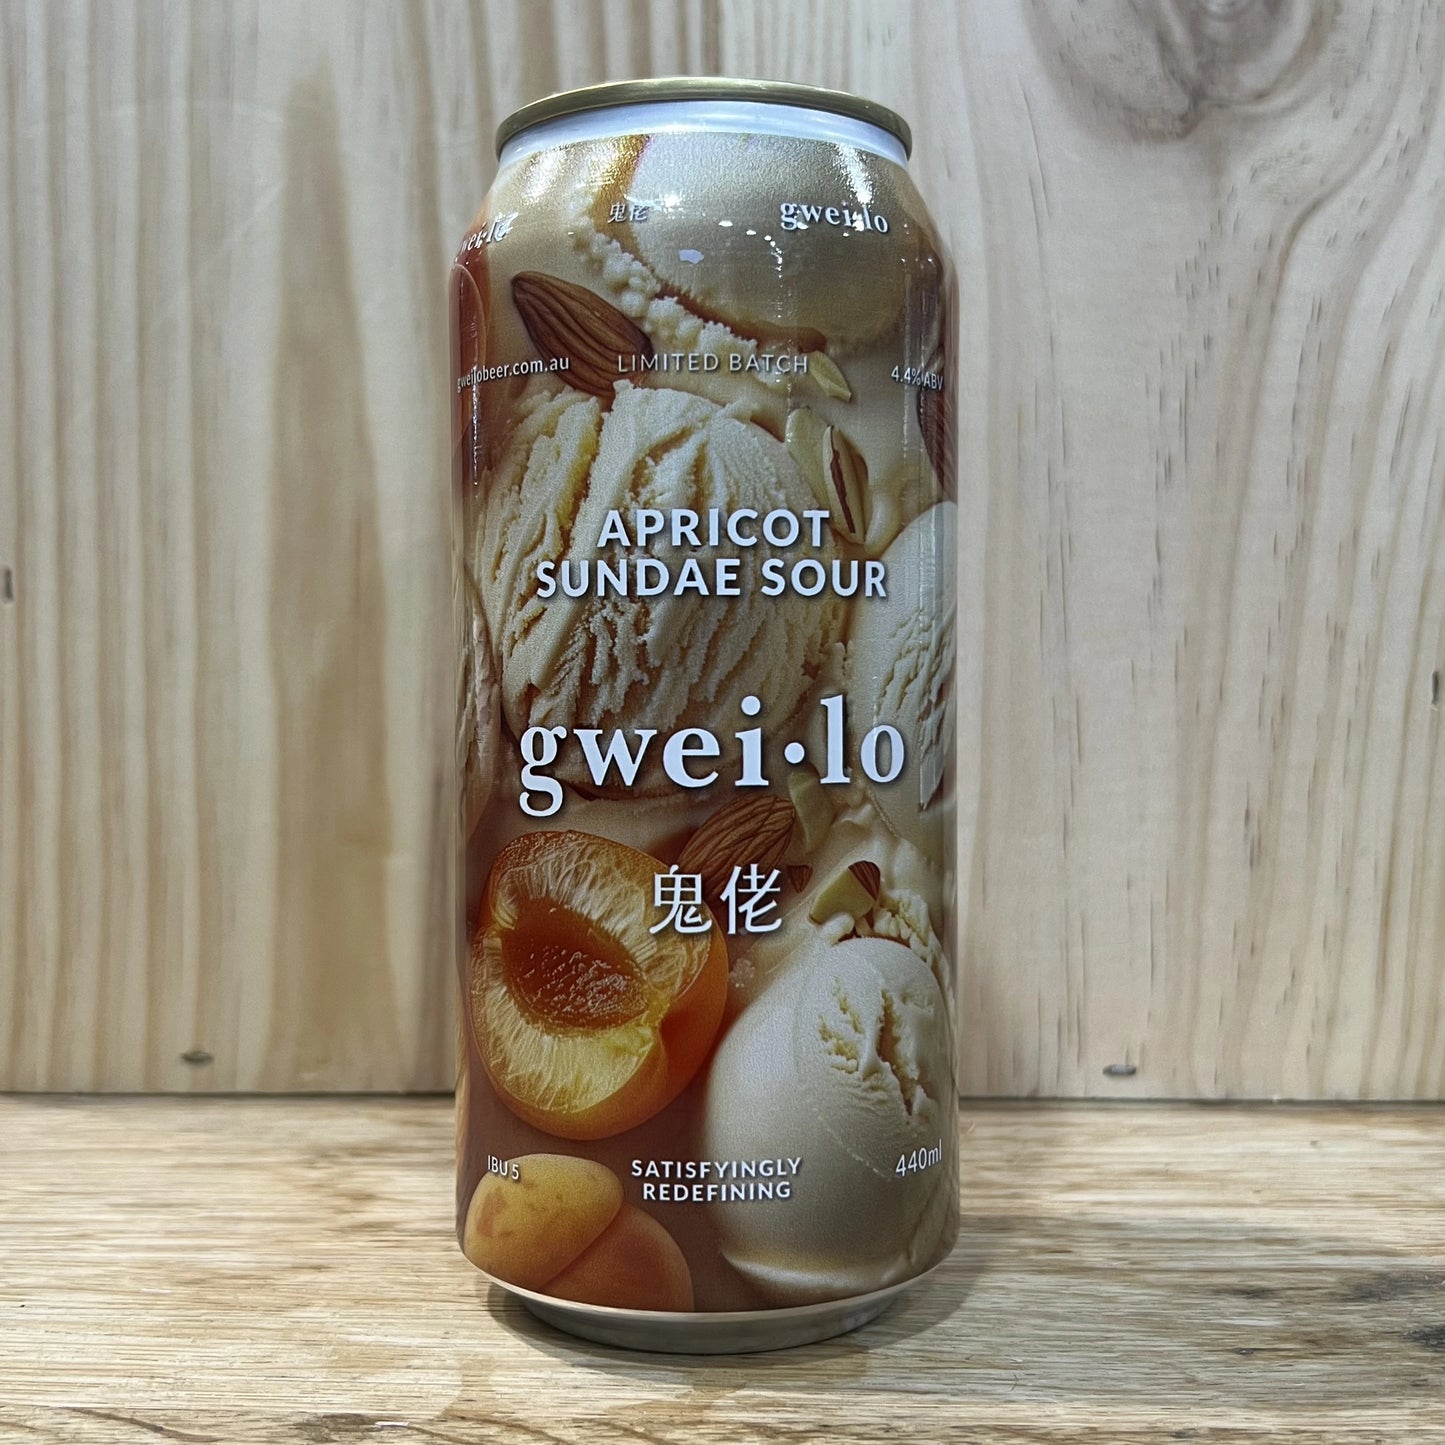 鬼佬
gwei·lo
gweilobeer.com.au
LIMITED BATCH
4.4% ABV
APRICOT
SUNDAE SOUR
gwei·lo
鬼佬
IBU 5
SATISFYINGLY
REDEFINING
440ml